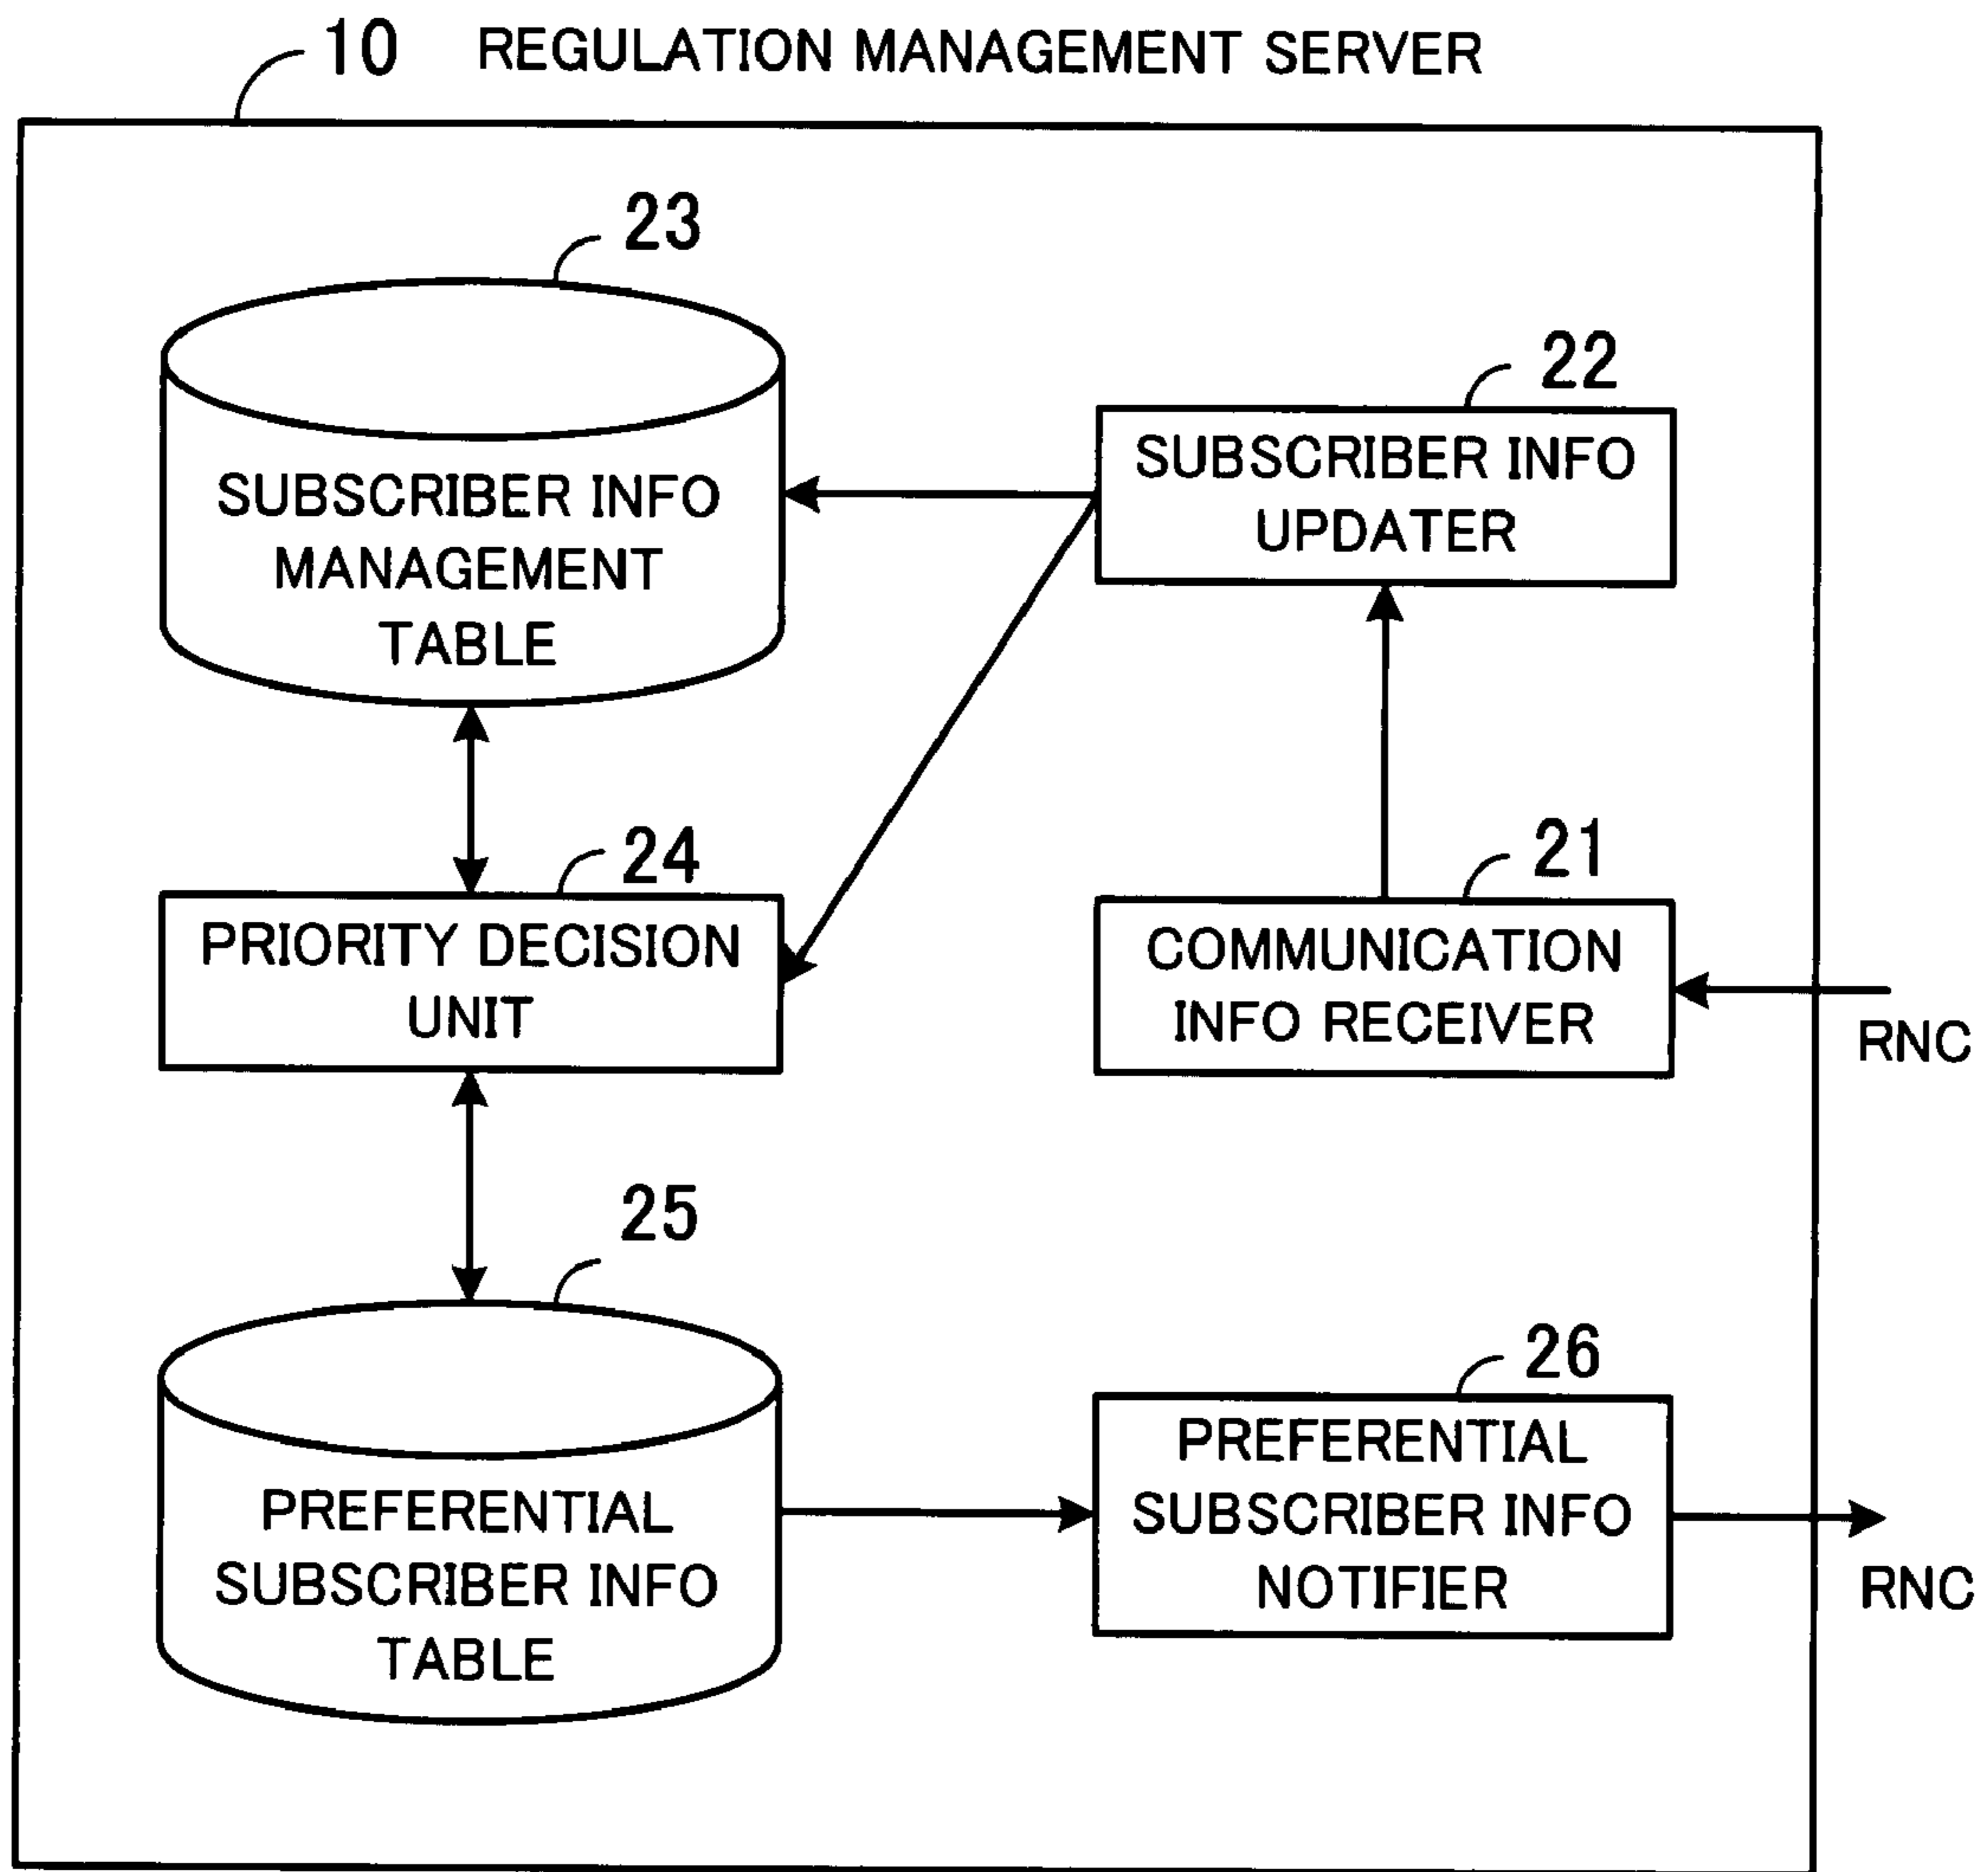 10 REGULATION MANAGEMENT SERVER
23
SUBSCRIBER INFO
MANAGEMENT
TABLE
22
SUBSCRIBER INFO
UPDATER
24
PRIORITY DECISION
UNIT
21
COMMUNICATION
INFO RECEIVER
RNC
25
PREFERENTIAL
SUBSCRIBER INFO
TABLE
26
PREFERENTIAL
SUBSCRIBER INFO
NOTIFIER
RNC